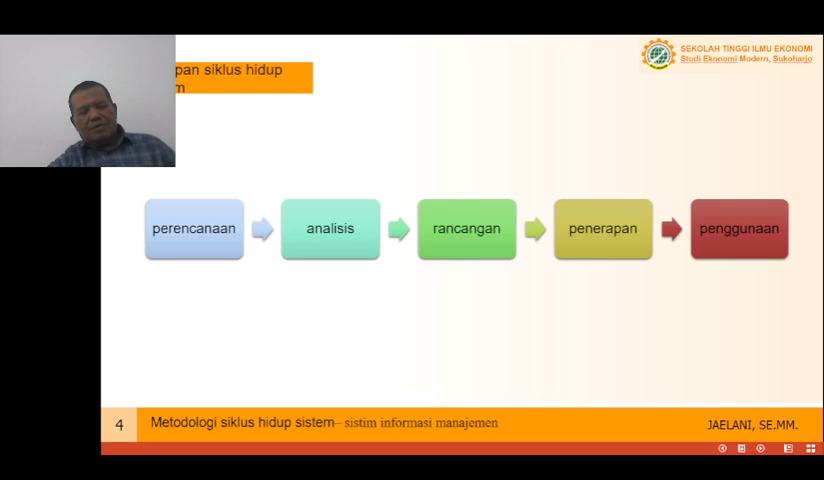 SEKOLAH TINGGI ILMU EKONOMI
Studi Ekonomi Modern, Sukoharjo
siklus hidup
perencanaan
analisis
rancangan
penerapan
penggunaan
4
Metodologi siklus hidup sistem– sistim informasi manajemen
JAELANI, SE.MM.